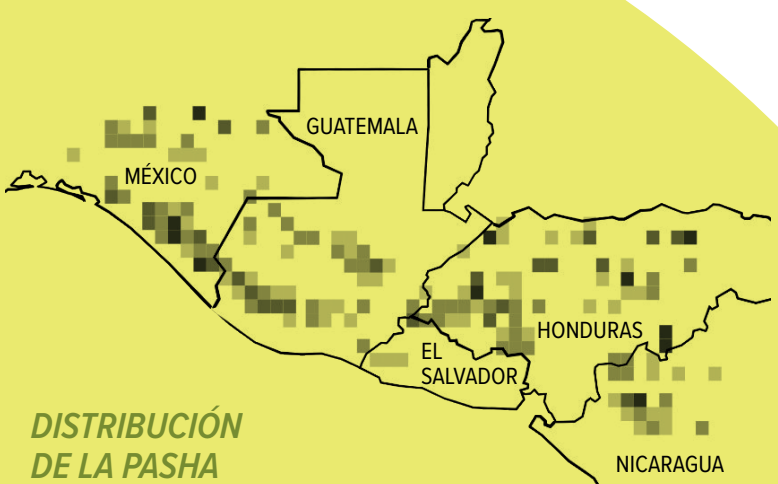 GUATEMALA
MÉXICO
HONDURAS
EL
SALVADOR
DISTRIBUCIÓN
DE LA PASHA
NICARAGUA